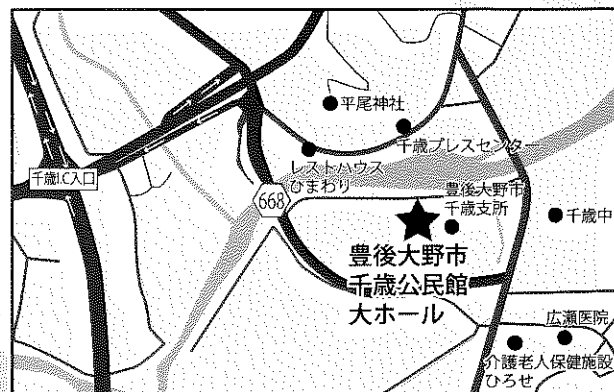 平尾神社
千歳プレスセンター
レストハウス
ひまわり
千歳I.C入口
668
豊後大野市
千歳支所
千歳中
豊後大野市
千歳公民館
大ホール
広瀬医院
介護老人保健施設
ひろせ